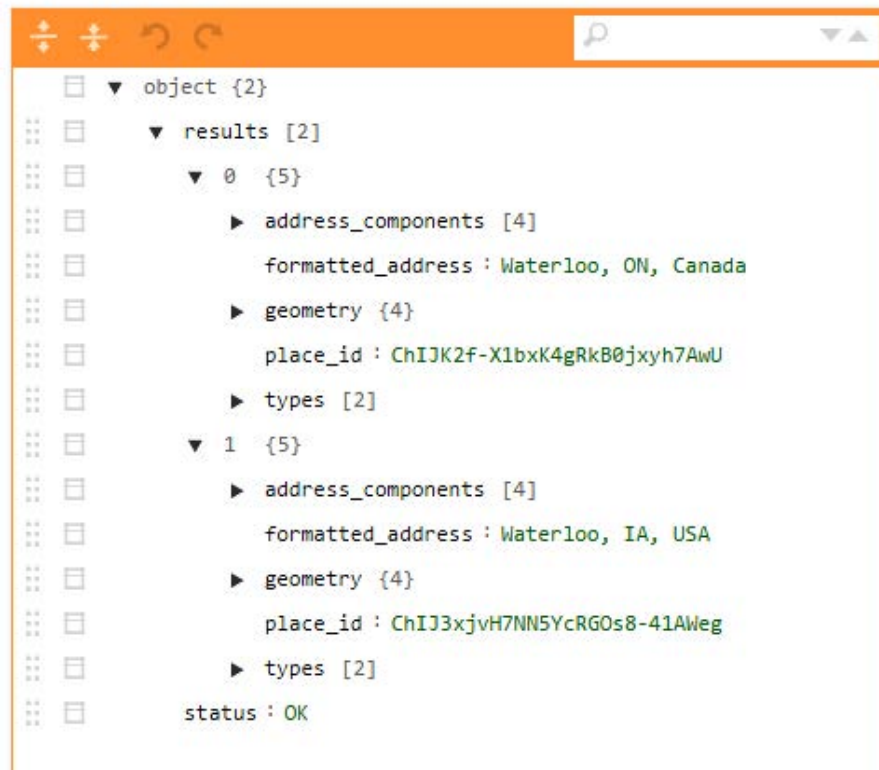 object {2}
results [2]
0 {5}
address_components [4]
formatted_address : Waterloo, ON, Canada
geometry {4}
place_id : ChIJK2f-X1bxK4gRkB0jxyh7AwU
types [2]
1 {5}
address_components [4]
formatted_address : Waterloo, IA, USA
geometry {4}
place_id : ChIJ3xjvH7NN5YcRGOs8-41AWeg
types [2]
status : OK